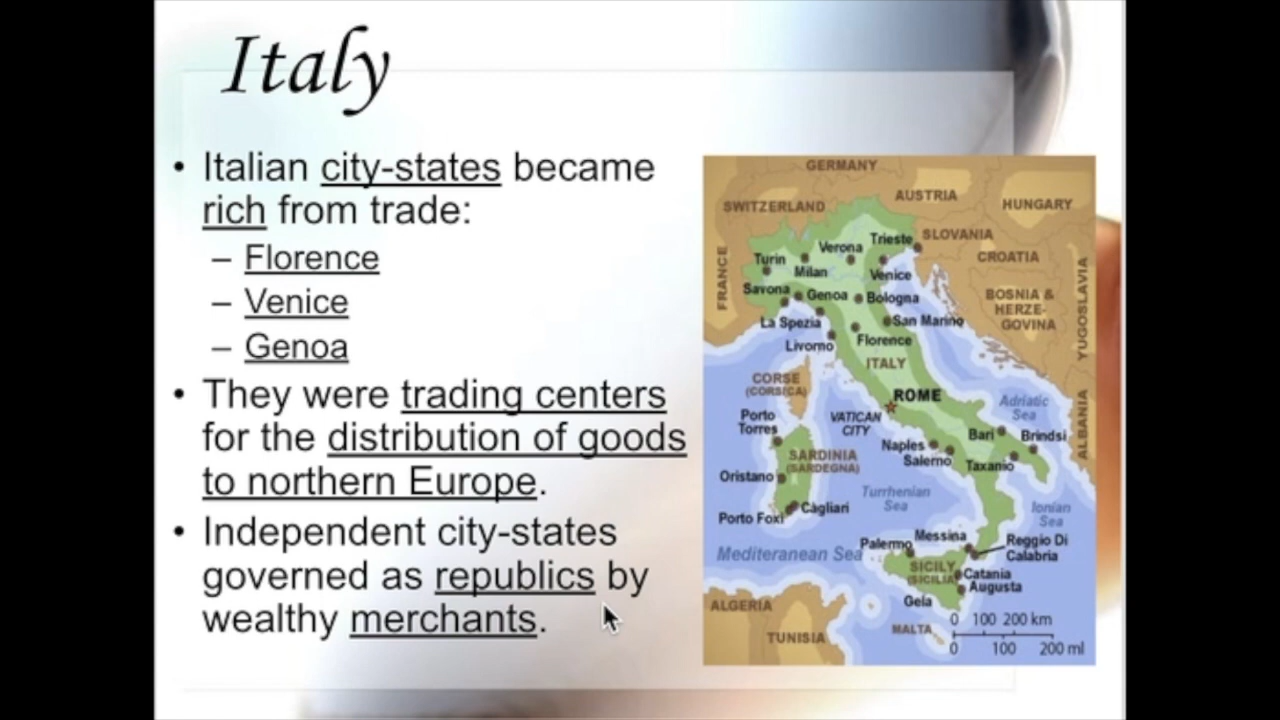 Italy
• Italian city-states became
rich from trade:
– Florence
– Venice
– Genoa
• They were trading centers
for the distribution of goods
to northern Europe.
• Independent city-states
governed as republics by
wealthy merchants.
GERMANY
AUSTRIA
SWITZERLAND
HUNGARY
SLOVANIA
CROATIA
FRANCE
BOSNIA &
HERZE-
GOVINA
YUGOSLAVIA
ALBANIA
Trieste
Verona
Turin
Milan
Venice
Savona
Genoa
Bologna
La Spezia
San Marino
Livorno
Florence
ITALY
CORSE
(CORSICA)
ROME
VATICAN
CITY
Adriatic
Sea
Porto
Torres
Bari
Brindsi
Naples
Salerno
Taxanio
SARDINIA
(SARDEGNA)
Oristano
Turrhenian
Sea
Ionian
Sea
Càgliari
Porto Foxi
Messina
Reggio Di
Calabria
Palermo
Mediterranean Sea
SICILY
(SICILIA)
Catania
Augusta
Gela
ALGERIA
TUNISIA
MALTA
0 100 200 km
0 100 200 ml